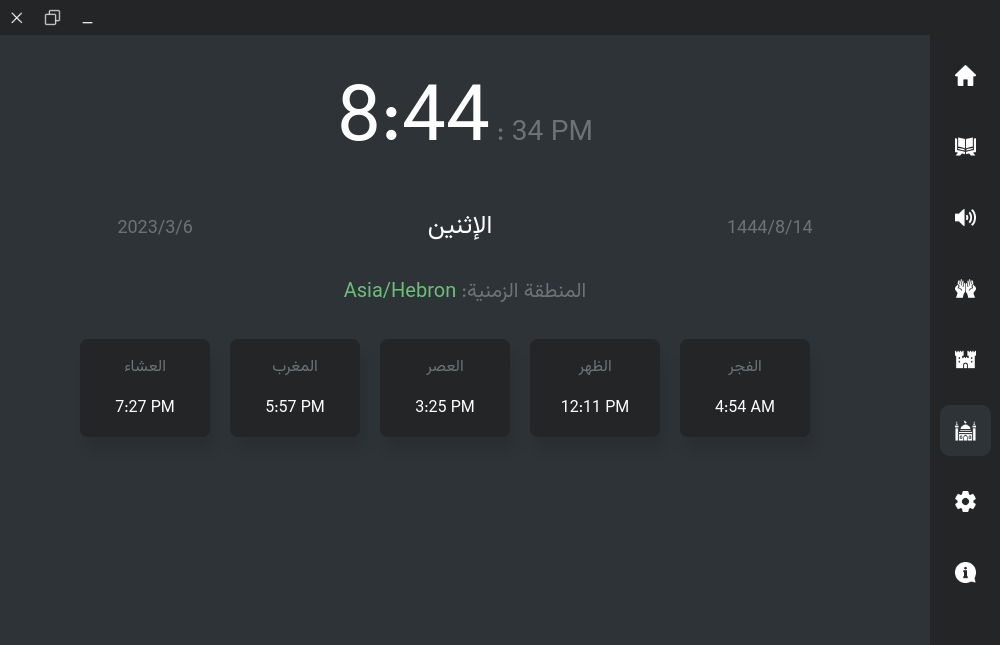 8:44 : 34 PM
1444/8/14
الإثنين
2023/3/6
المنطقة الزمنية: Asia/Hebron
الفجر
4:54 AM
الظهر
12:11 PM
العصر
3:25 PM
المغرب
5:57 PM
العشاء
7:27 PM